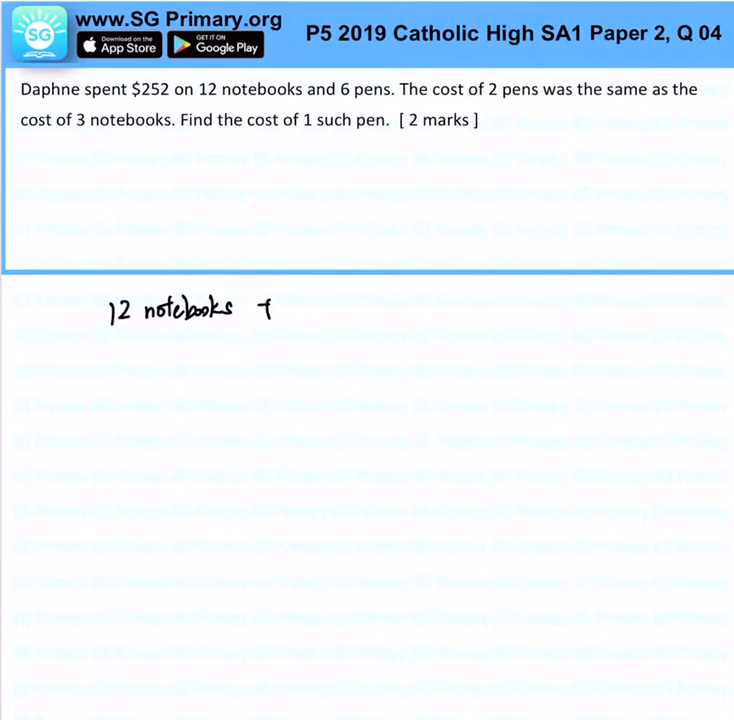 www.SG Primary.org
SG
Download on the
App Store
GET IT ON
Google Play
P5 2019 Catholic High SA1 Paper 2, Q 04
Daphne spent $252 on 12 notebooks and 6 pens. The cost of 2 pens was the same as the
cost of 3 notebooks. Find the cost of 1 such pen. [ 2 marks ]
12 notebooks +